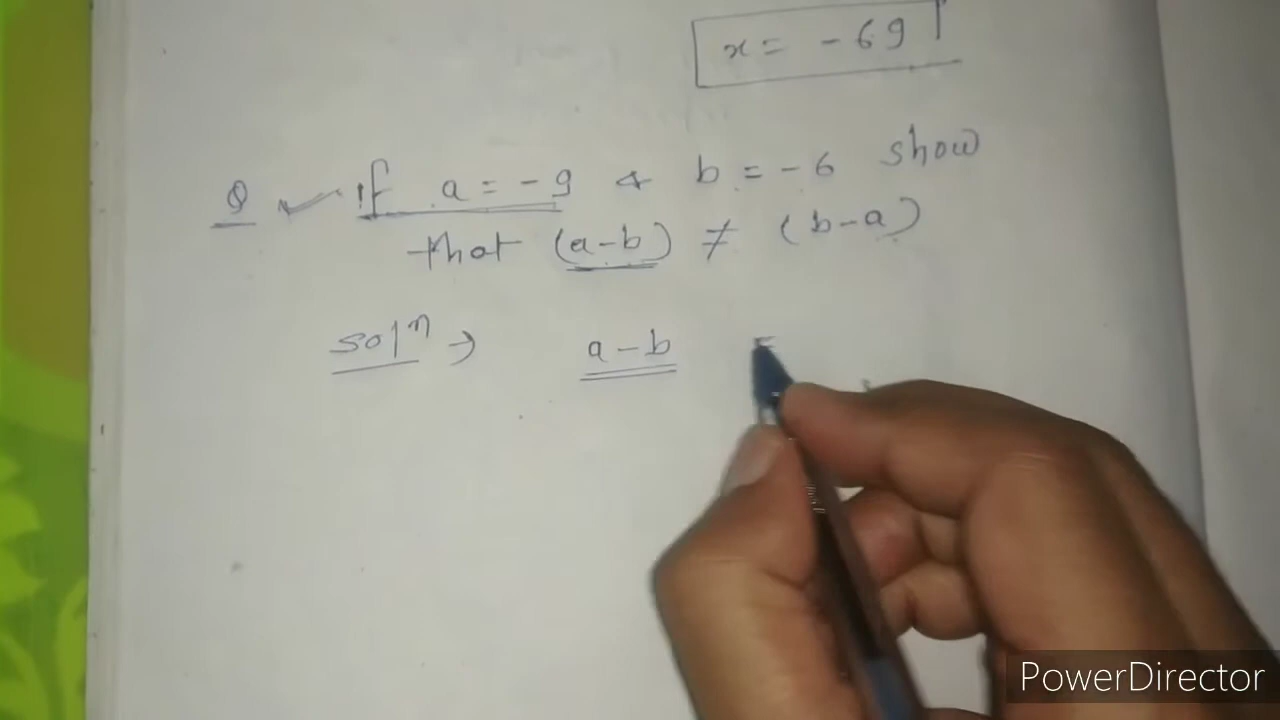 x = -69
Q ✓ If a = -9 & b = -6 show
that (a-b) ≠ (b-a)
Solⁿ → a-b =
PowerDirector